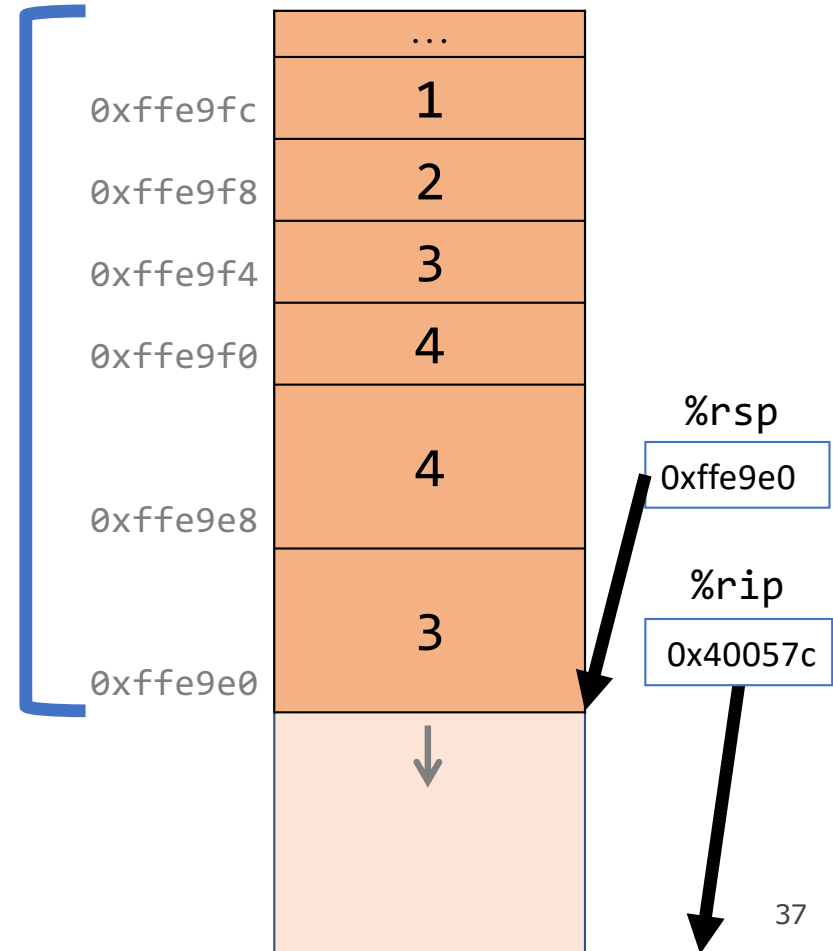 ...
0xffe9fc 1
0xffe9f8 2
0xffe9f4 3
0xffe9f0 4
%rsp
4
0xffe9e0
0xffe9e8
%rip
3
0x40057c
0xffe9e0
37